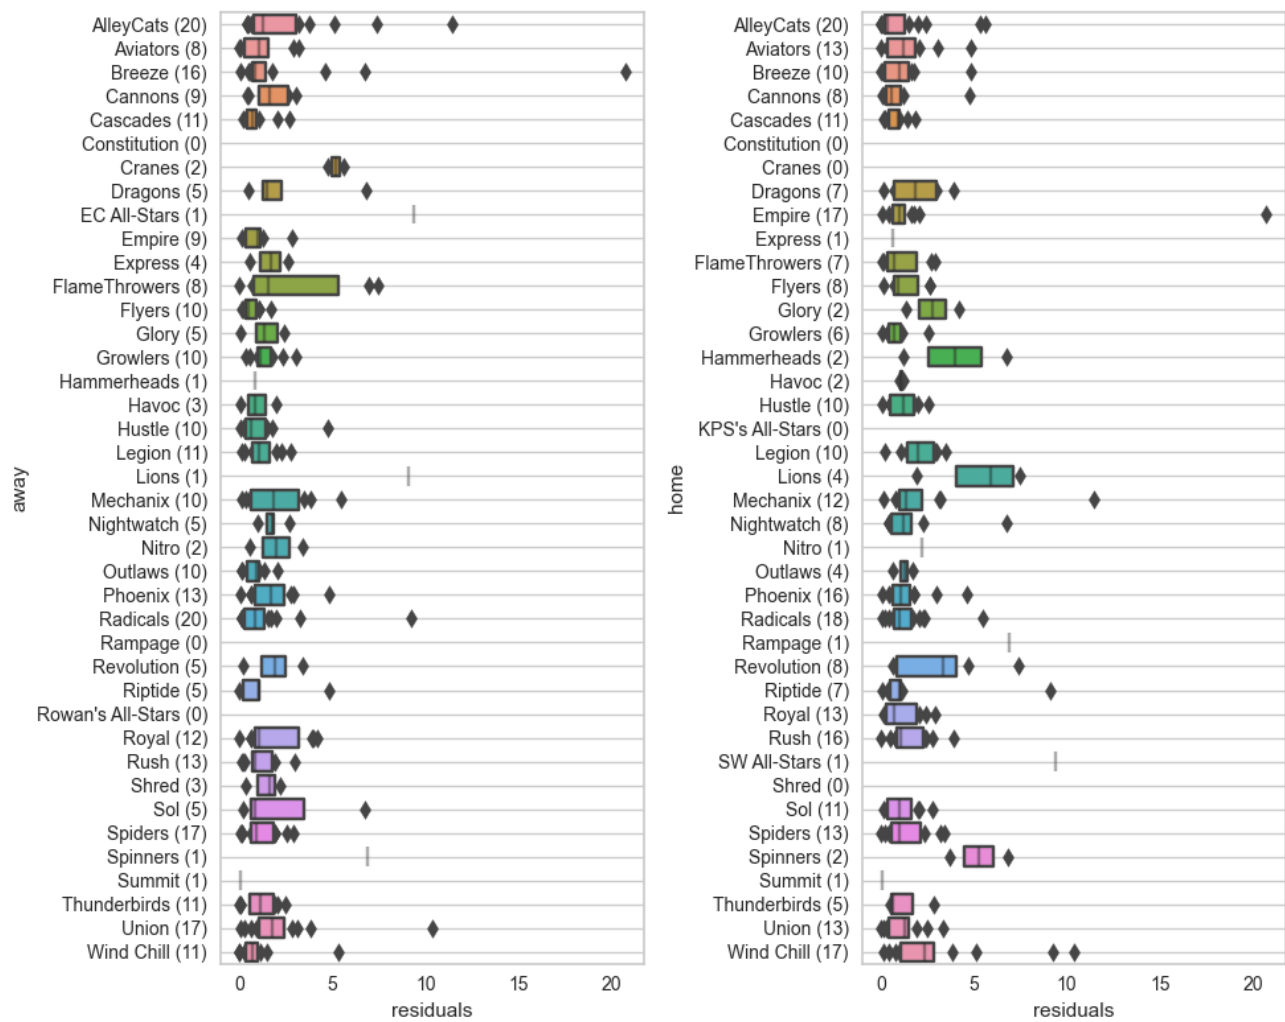 away
AlleyCats (20)
Aviators (8)
Breeze (16)
Cannons (9)
Cascades (11)
Constitution (0)
Cranes (2)
Dragons (5)
EC All-Stars (1)
Empire (9)
Express (4)
FlameThrowers (8)
Flyers (10)
Glory (5)
Growlers (10)
Hammerheads (1)
Havoc (3)
Hustle (10)
Legion (11)
Lions (1)
Mechanix (10)
Nightwatch (5)
Nitro (2)
Outlaws (10)
Phoenix (13)
Radicals (20)
Rampage (0)
Revolution (5)
Riptide (5)
Rowan's All-Stars (0)
Royal (12)
Rush (13)
Shred (3)
Sol (5)
Spiders (17)
Spinners (1)
Summit (1)
Thunderbirds (11)
Union (17)
Wind Chill (11)
0 5 10 15 20
residuals
home
AlleyCats (20)
Aviators (13)
Breeze (10)
Cannons (8)
Cascades (11)
Constitution (0)
Cranes (0)
Dragons (7)
Empire (17)
Express (1)
FlameThrowers (7)
Flyers (8)
Glory (2)
Growlers (6)
Hammerheads (2)
Havoc (2)
Hustle (10)
KPS's All-Stars (0)
Legion (10)
Lions (4)
Mechanix (12)
Nightwatch (8)
Nitro (1)
Outlaws (4)
Phoenix (16)
Radicals (18)
Rampage (1)
Revolution (8)
Riptide (7)
Royal (13)
Rush (16)
SW All-Stars (1)
Shred (0)
Sol (11)
Spiders (13)
Spinners (2)
Summit (1)
Thunderbirds (5)
Union (13)
Wind Chill (17)
0 5 10 15 20
residuals